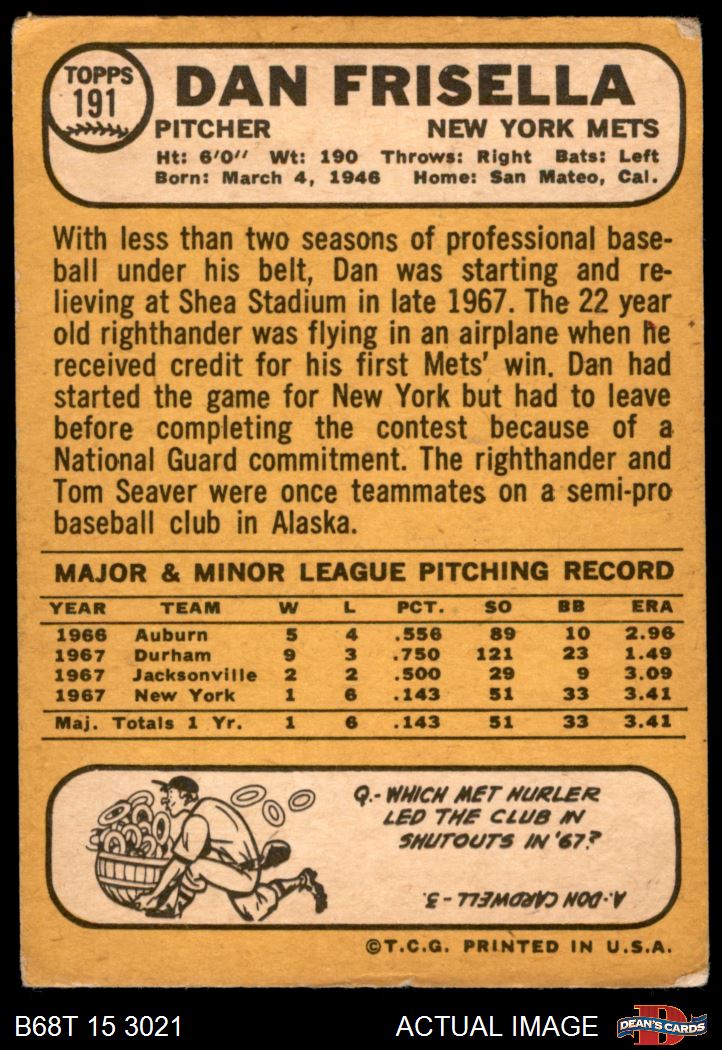 TOPPS
191
DAN FRISELLA
PITCHER NEW YORK METS
Ht: 6'0" Wt: 190 Throws: Right Bats: Left
Born: March 4, 1946 Home: San Mateo, Cal.
With less than two seasons of professional base-
ball under his belt, Dan was starting and re-
lieving at Shea Stadium in late 1967. The 22 year
old righthander was flying in an airplane when he
received credit for his first Mets' win. Dan had
started the game for New York but had to leave
before completing the contest because of a
National Guard commitment. The righthander and
Tom Seaver were once teammates on a semi-pro
baseball club in Alaska.
MAJOR & MINOR LEAGUE PITCHING RECORD
YEAR TEAM W L PCT. SO BB ERA
1966 Auburn 5 4 .556 89 10 2.96
1967 Durham 9 3 .750 121 23 1.49
1967 Jacksonville 2 2 .500 29 9 3.09
1967 New York 1 6 .143 51 33 3.41
Maj. Totals 1 Yr. 1 6 .143 51 33 3.41
Q.- WHICH MET HURLER
LED THE CLUB IN
SHUTOUTS IN '67?
A- DON CARDWELL - 3.
©T.C.G. PRINTED IN U.S.A.
B68T 15 3021 ACTUAL IMAGE
D
DEAN'S CARDS